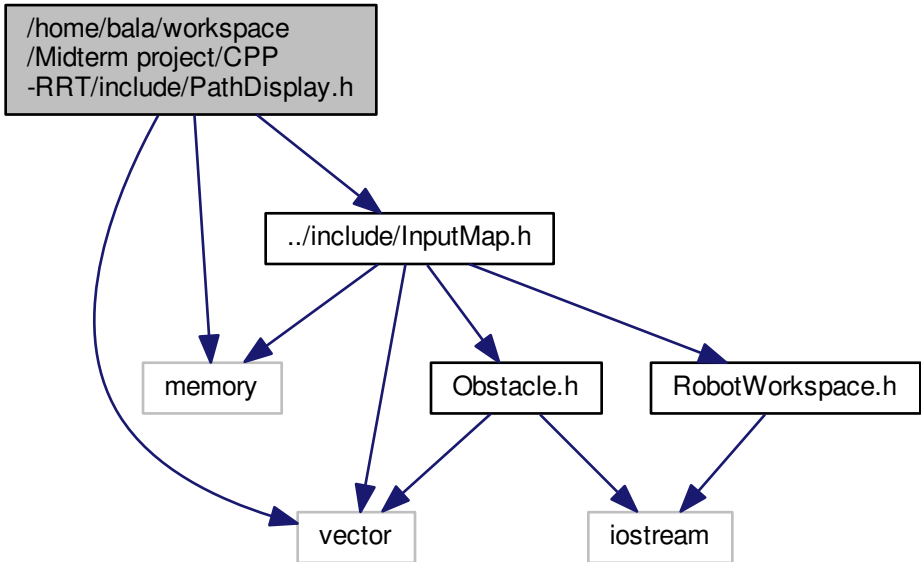 /home/bala/workspace
/Midterm project/CPP
-RRT/include/PathDisplay.h
../include/InputMap.h
memory
Obstacle.h
RobotWorkspace.h
vector
iostream